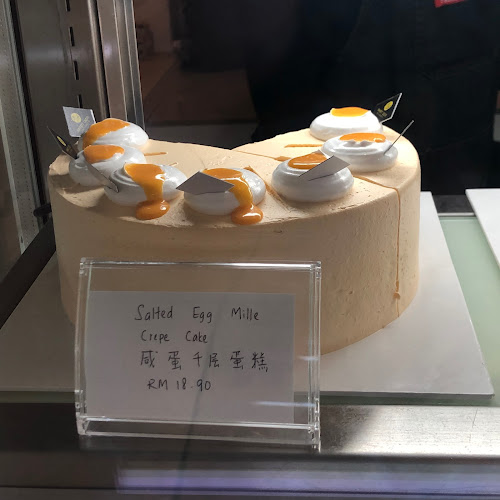 Salted Egg Mille
Crepe Cake
咸蛋千层蛋糕
RM 18.90